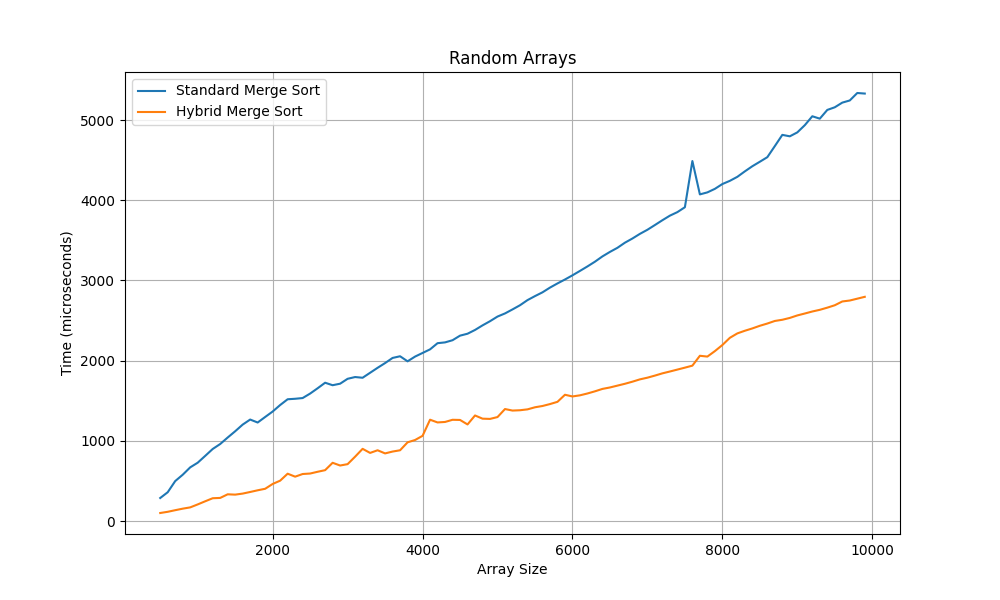 Random Arrays
Standard Merge Sort
Hybrid Merge Sort
Time (microseconds)
5000
4000
3000
2000
1000
0
2000 4000 6000 8000 10000
Array Size